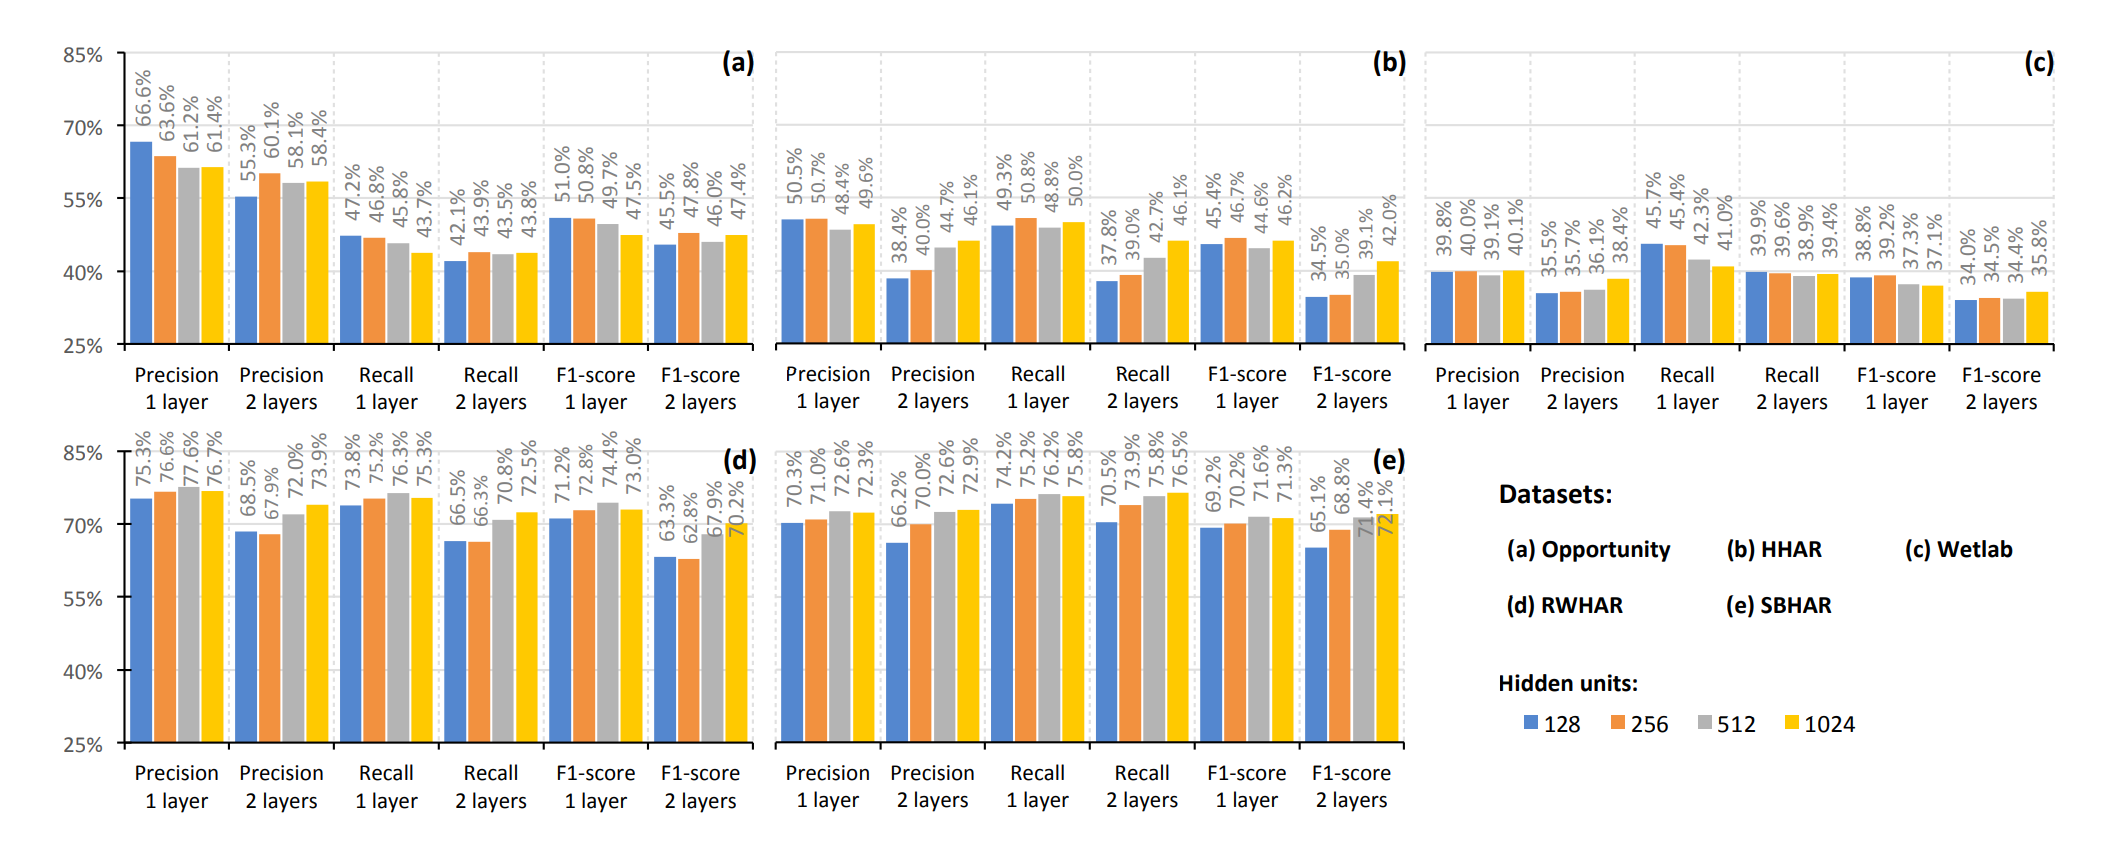 85%
70%
55%
40%
25%
(a)
66.6% 63.6% 61.2% 61.4%
55.3% 60.1% 58.1% 58.4%
47.2% 46.8% 45.8% 43.7%
42.1% 43.9% 43.5% 43.8%
51.0% 50.8% 49.7% 47.5%
45.5% 47.8% 46.0% 47.4%
Precision Precision Recall Recall F1-score F1-score
1 layer 2 layers 1 layer 2 layers 1 layer 2 layers
(b)
50.5% 50.7% 48.4% 49.6%
38.4% 40.0% 44.7% 46.1%
49.3% 50.8% 48.8% 50.0%
37.8% 39.0% 42.7% 46.1%
45.4% 46.7% 44.6% 46.2%
34.5% 35.0% 39.1% 42.0%
Precision Precision Recall Recall F1-score F1-score
1 layer 2 layers 1 layer 2 layers 1 layer 2 layers
(c)
39.8% 40.0% 39.1% 40.1%
35.5% 35.7% 36.1% 38.4%
45.7% 45.4% 42.3% 41.0%
39.9% 39.6% 38.9% 39.4%
38.8% 39.2% 37.3% 37.1%
34.0% 34.5% 34.4% 35.8%
Precision Precision Recall Recall F1-score F1-score
1 layer 2 layers 1 layer 2 layers 1 layer 2 layers
85%
70%
55%
40%
25%
(d)
75.3% 76.6% 77.6% 76.7%
68.5% 67.9% 72.0% 73.9%
73.8% 75.2% 76.3% 75.3%
66.5% 66.3% 70.8% 72.5%
71.2% 72.8% 74.4% 73.0%
63.3% 62.8% 67.9% 70.2%
Precision Precision Recall Recall F1-score F1-score
1 layer 2 layers 1 layer 2 layers 1 layer 2 layers
(e)
70.3% 71.0% 72.6% 72.3%
66.2% 70.0% 72.6% 72.9%
74.2% 75.2% 76.2% 75.8%
70.5% 73.9% 75.8% 76.5%
69.2% 70.2% 71.6% 71.3%
65.1% 68.8% 71.4% 72.1%
Precision Precision Recall Recall F1-score F1-score
1 layer 2 layers 1 layer 2 layers 1 layer 2 layers
Datasets:
(a) Opportunity (b) HHAR (c) Wetlab
(d) RWHAR (e) SBHAR
Hidden units:
128 256 512 1024